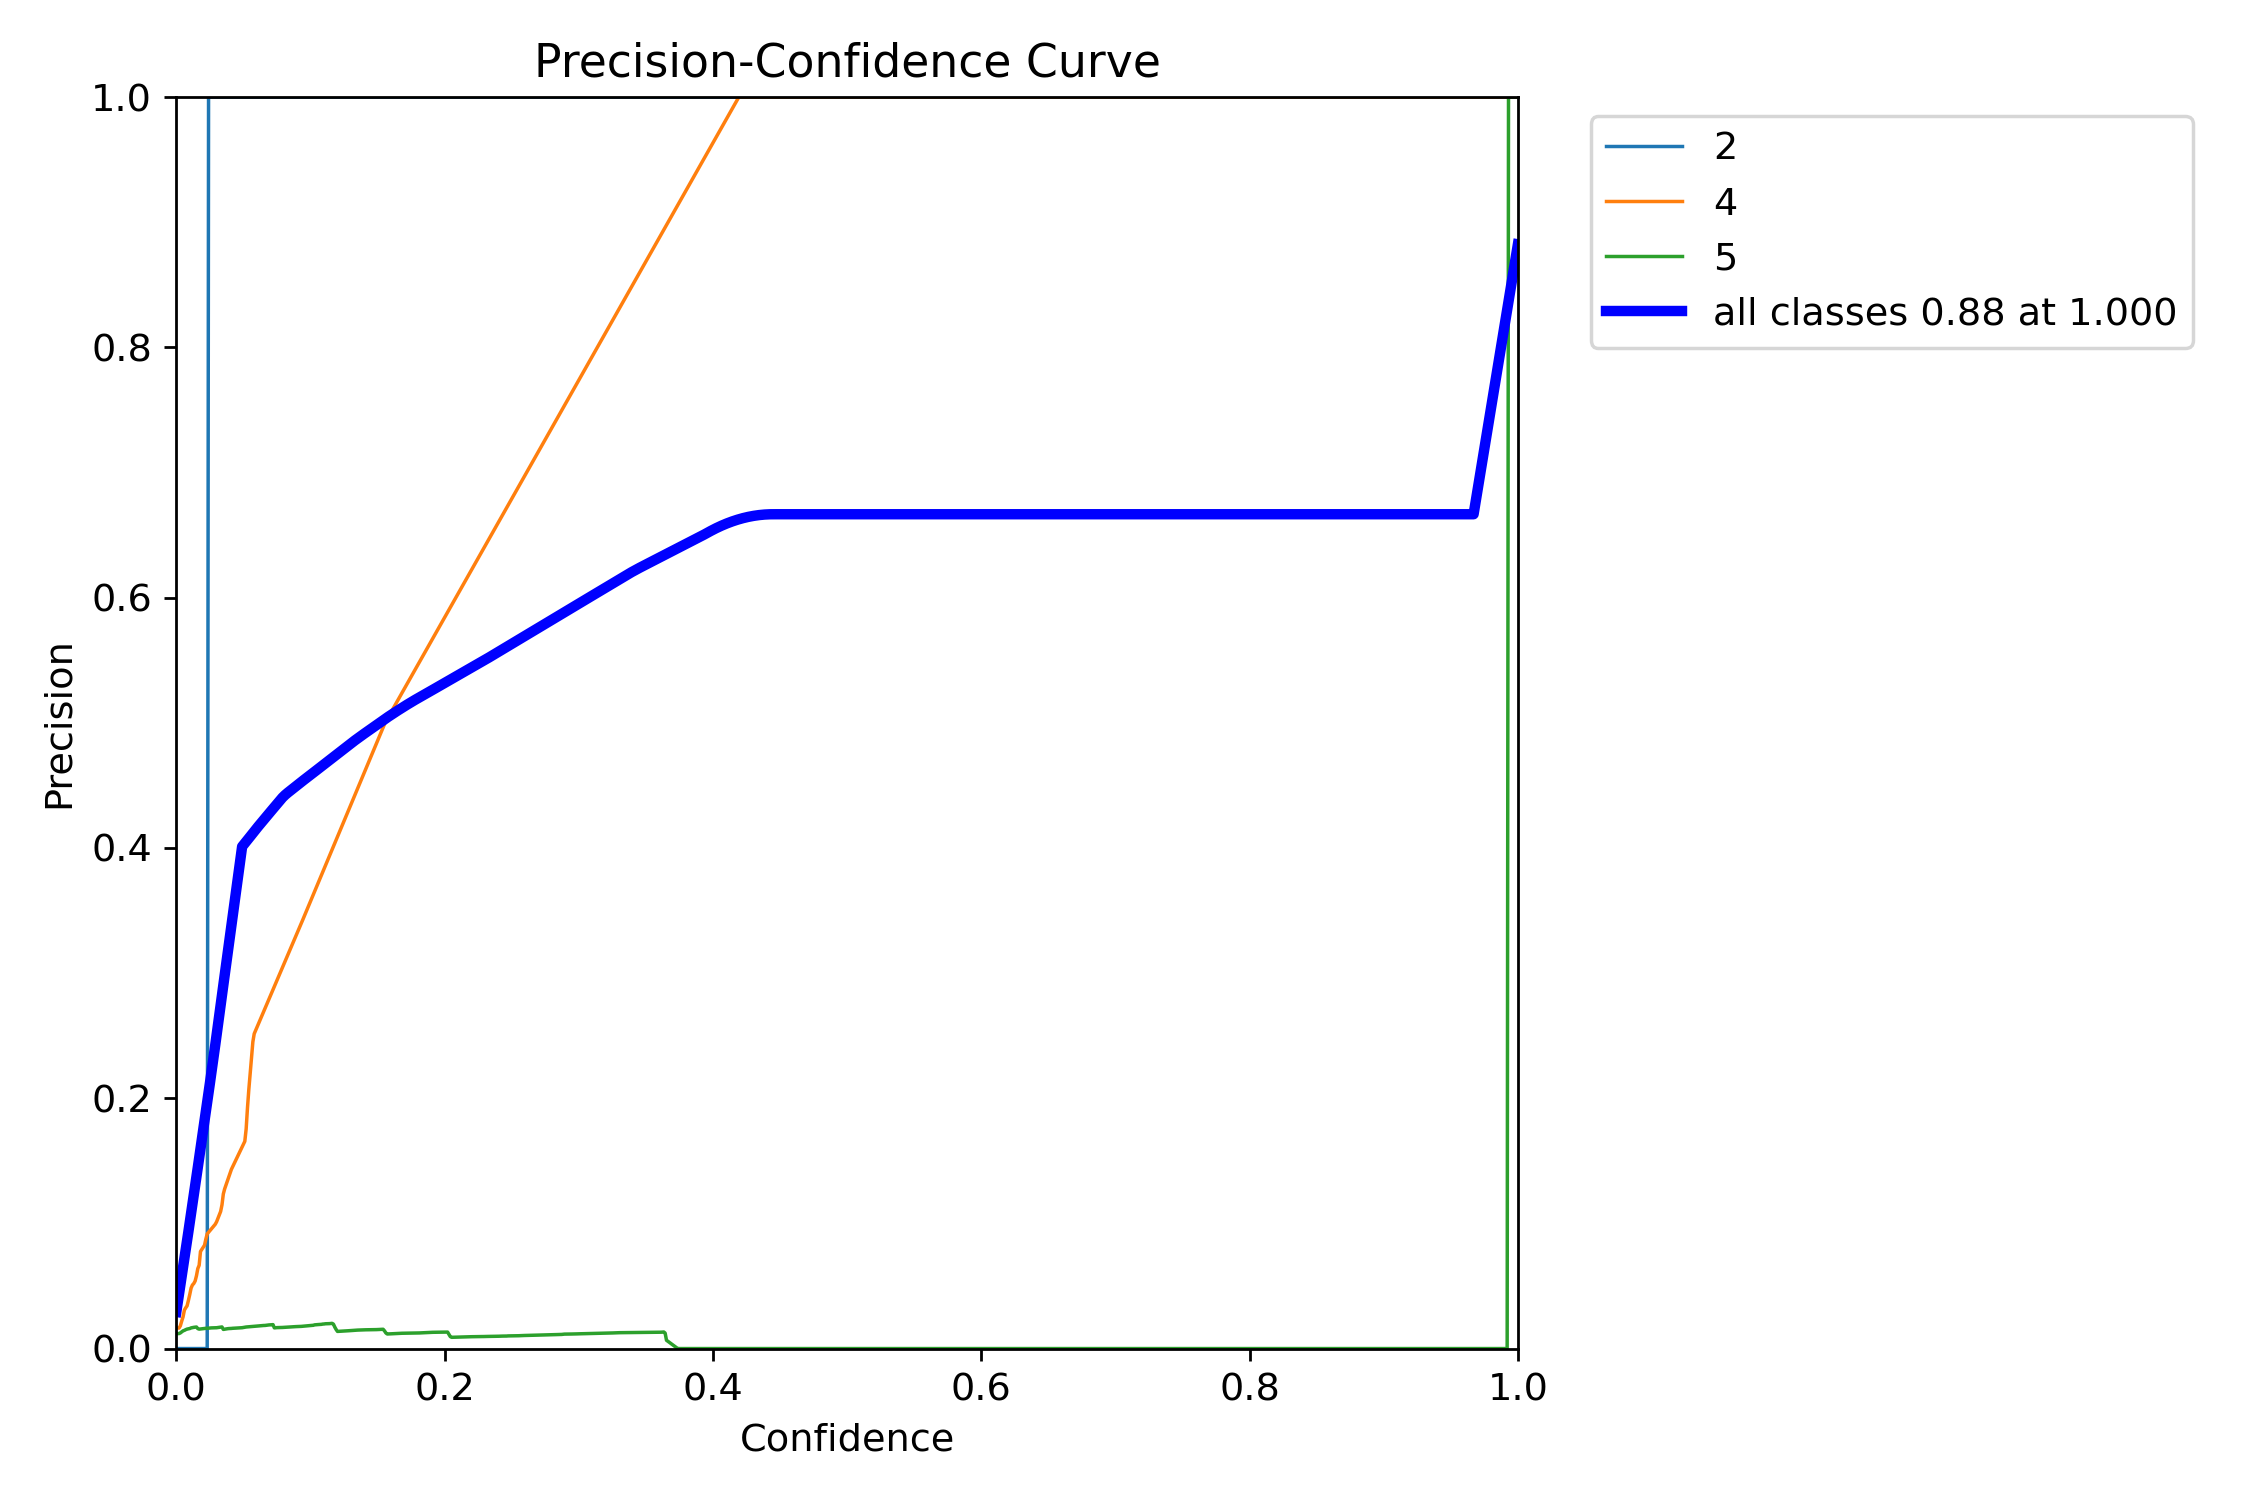 Precision-Confidence Curve
1.0
0.8
0.6
0.4
0.2
0.0
Precision
0.0 0.2 0.4 0.6 0.8 1.0
Confidence
2
4
5
all classes 0.88 at 1.000